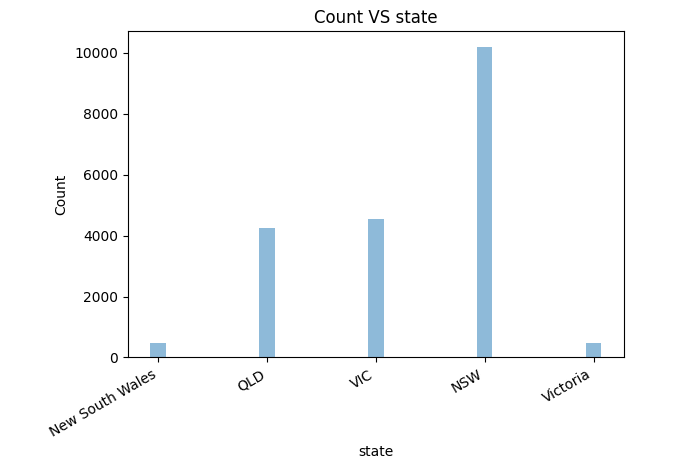 Count VS state
10000
8000
6000
4000
2000
0
Count
New South Wales
QLD
VIC
NSW
Victoria
state